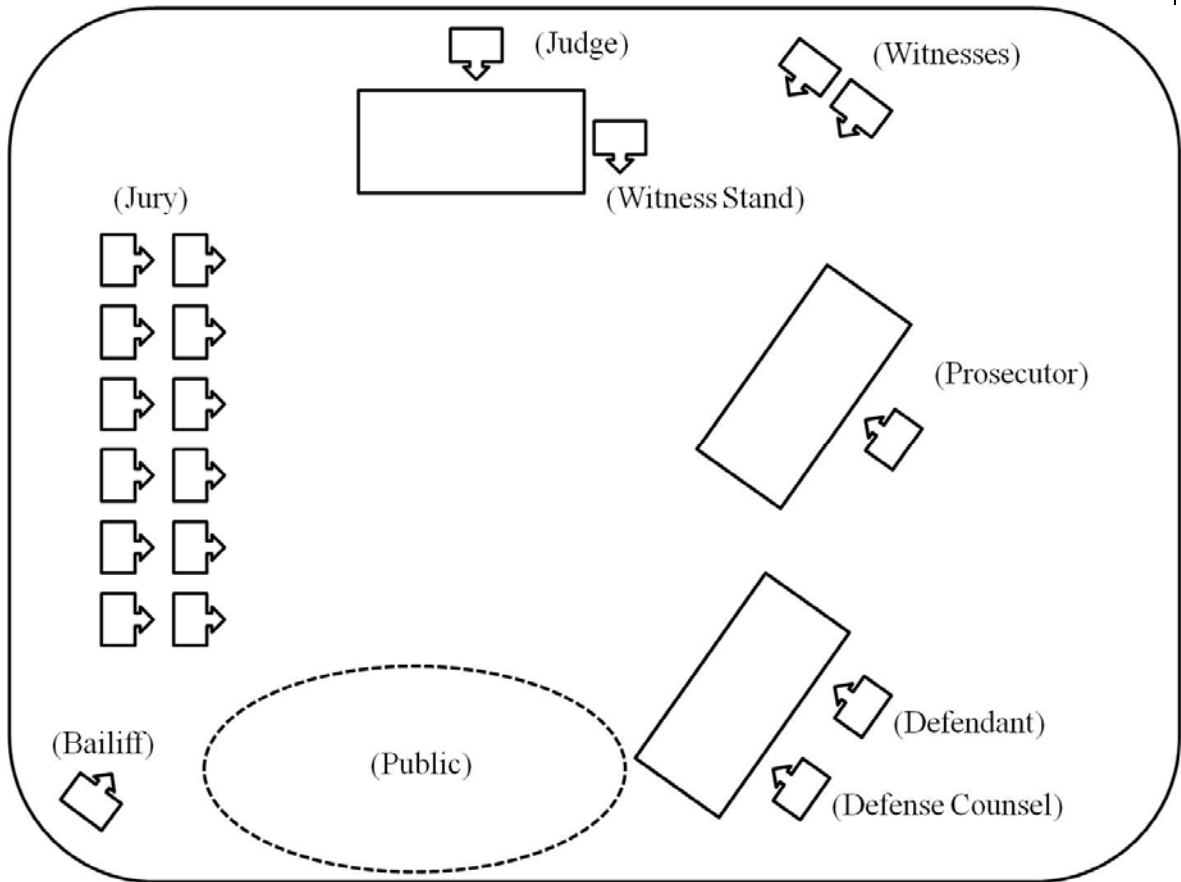 (Judge)
(Witnesses)
(Jury)
(Witness Stand)
(Prosecutor)
(Defendant)
(Bailiff)
(Public)
(Defense Counsel)